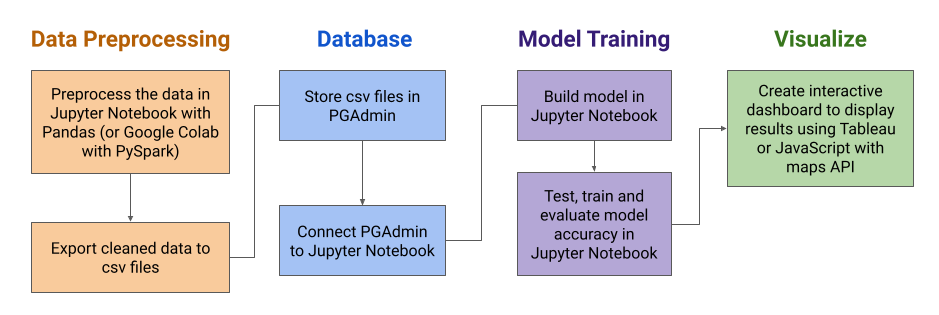 Data Preprocessing
Preprocess the data in
Jupyter Notebook with
Pandas (or Google Colab
with PySpark)
Export cleaned data to
csv files
Database
Store csv files in
PGAdmin
Connect PGAdmin
to Jupyter Notebook
Model Training
Build model in
Jupyter Notebook
Test, train and
evaluate model
accuracy in
Jupyter Notebook
Visualize
Create interactive
dashboard to display
results using Tableau
or JavaScript with
maps API